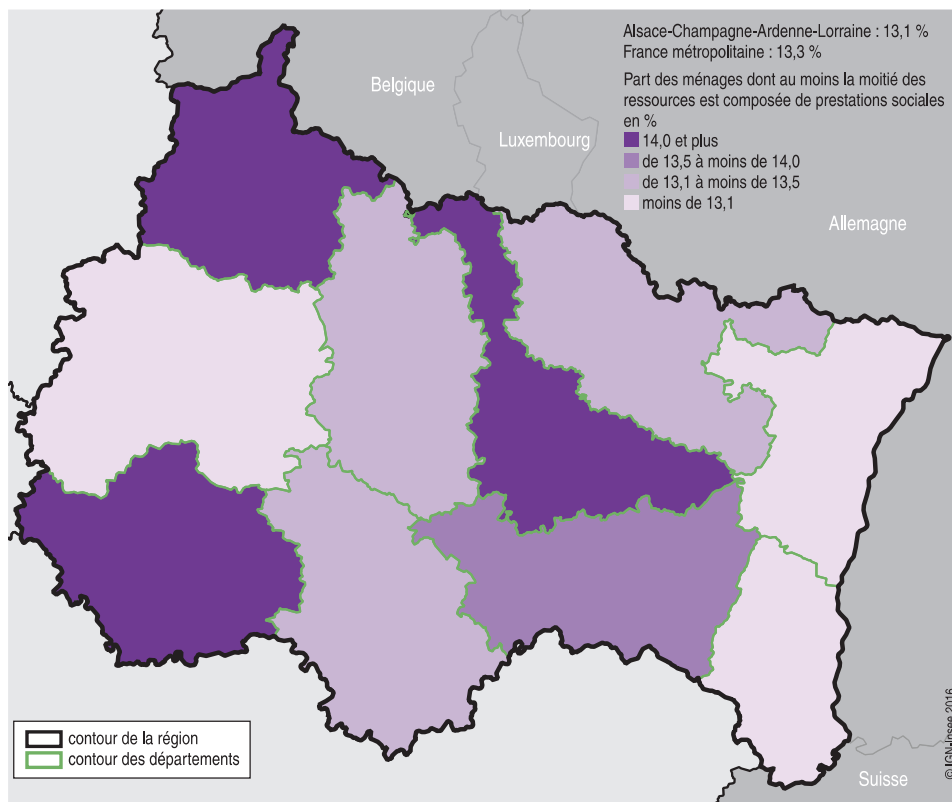 Alsace-Champagne-Ardenne-Lorraine : 13,1 %
France métropolitaine : 13,3 %
Part des ménages dont au moins la moitié des
ressources est composée de prestations sociales
en %
14,0 et plus
de 13,5 à moins de 14,0
de 13,1 à moins de 13,5
moins de 13,1
Belgique
Luxembourg
Allemagne
Suisse
contour de la région
contour des départements
© IGN-Insee 2016